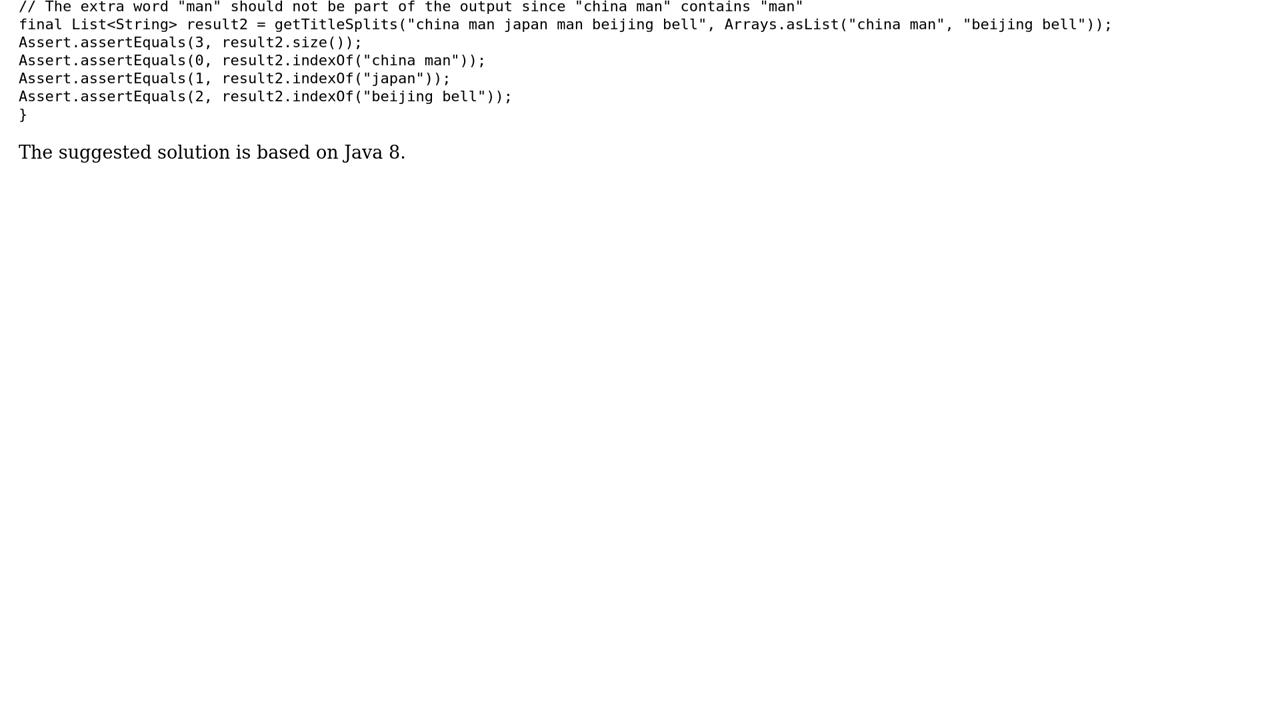 // The extra word "man" should not be part of the output since "china man" contains "man"
final List<String> result2 = getTitleSplits("china man japan man beijing bell", Arrays.asList("china man", "beijing bell"));
Assert.assertEquals(3, result2.size());
Assert.assertEquals(0, result2.indexOf("china man"));
Assert.assertEquals(1, result2.indexOf("japan"));
Assert.assertEquals(2, result2.indexOf("beijing bell"));
}
The suggested solution is based on Java 8.